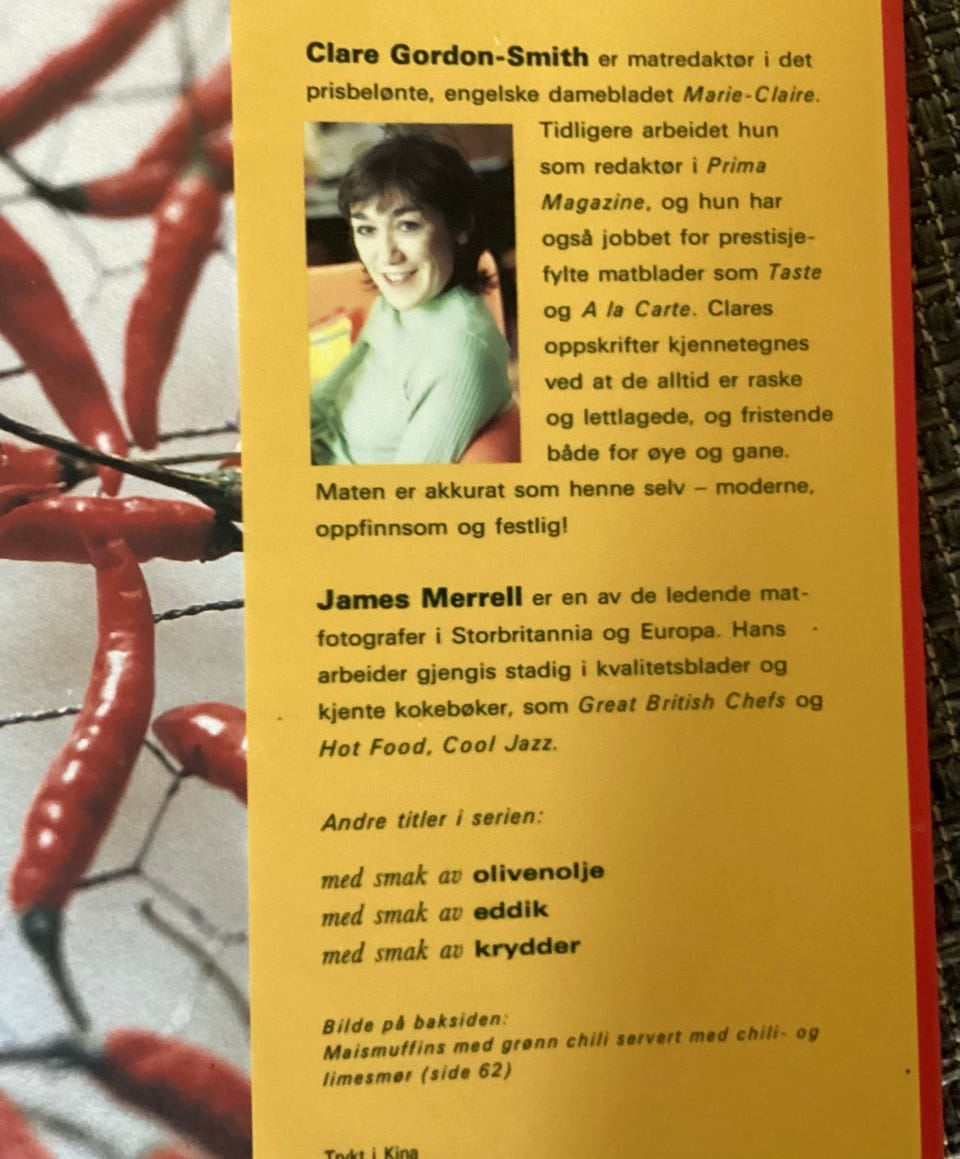 Clare Gordon-Smith er matredaktør i det
prisbelønte, engelske damebladet Marie-Claire.
Tidligere arbeidet hun
som redaktør i Prima
Magazine, og hun har
også jobbet for prestisje-
fylte matblader som Taste
og A la Carte. Clares
oppskrifter kjennetegnes
ved at de alltid er raske
og lettlagede, og fristende
både for øye og gane.
Maten er akkurat som henne selv – moderne,
oppfinnsom og festlig!
James Merrell er en av de ledende mat-
fotografer i Storbritannia og Europa. Hans
arbeider gjengis stadig i kvalitetsblader og
kjente kokebøker, som Great British Chefs og
Hot Food, Cool Jazz.
Andre titler i serien:
med smak av olivenolje
med smak av eddik
med smak av krydder
Bilde på baksiden:
Maismuffins med grønn chili servert med chili- og
limesmør (side 62)
Trykt i Kina